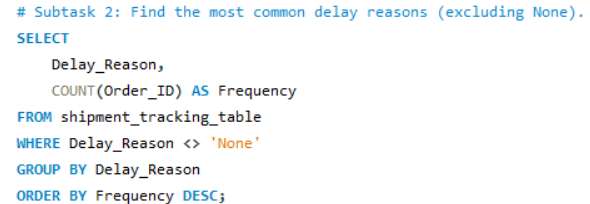 # Subtask 2: Find the most common delay reasons (excluding None).
SELECT
    Delay_Reason,
    COUNT(Order_ID) AS Frequency
FROM shipment_tracking_table
WHERE Delay_Reason <> 'None'
GROUP BY Delay_Reason
ORDER BY Frequency DESC;